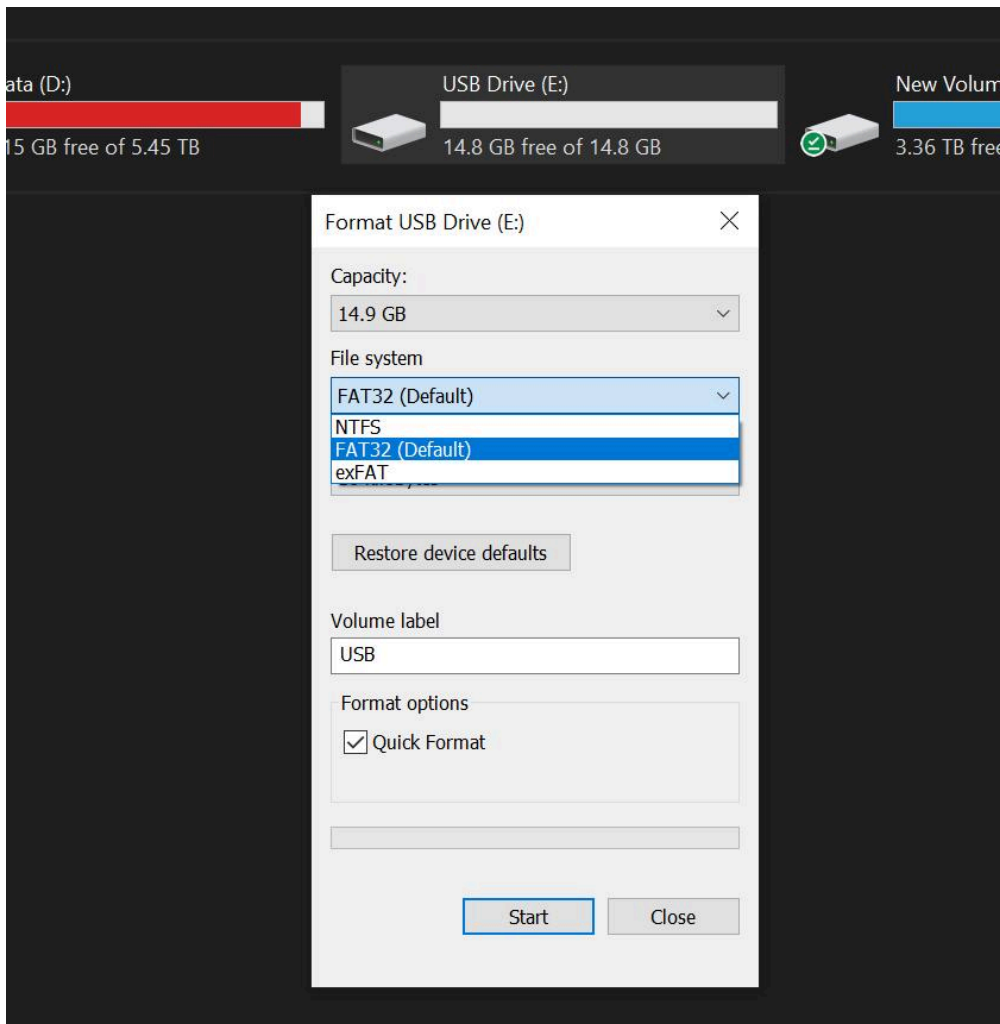 ata (D:)
USB Drive (E:)
New Volum
15 GB free of 5.45 TB
14.8 GB free of 14.8 GB
3.36 TB free
Format USB Drive (E:)
Capacity:
14.9 GB
File system
FAT32 (Default)
NTFS
FAT32 (Default)
exFAT
Restore device defaults
Volume label
USB
Format options
Quick Format
Start
Close